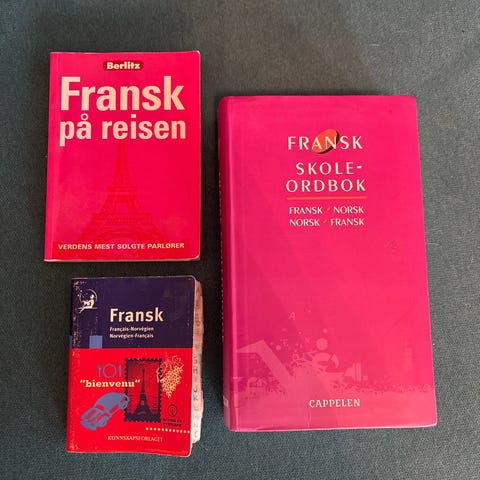 Berlitz
Fransk
på reisen
VERDENS MEST SOLGTE PARLØRER
FRANSK
SKOLE-
ORDBOK
FRANSK - NORSK
NORSK - FRANSK
CAPPELEN
Fransk
Français-Norvégien
Norvégien-Français
"bienvenu"
KUNNSKAPSFORLAGET